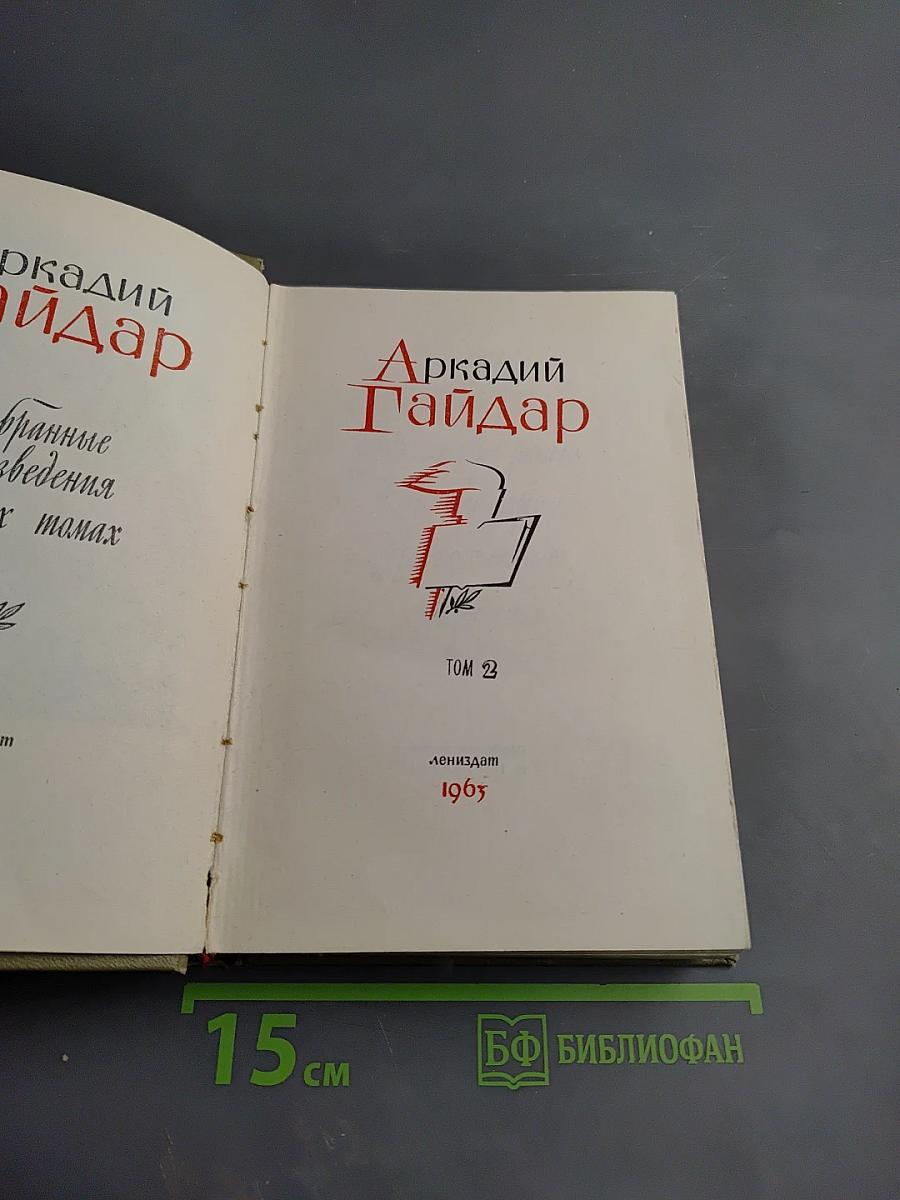 ркадий
айдар
бранные
зведения
х томах
т
Аркадий
Гайдар
ТОМ 2
лениздат
1963
15 см
БФ БИБЛИОФАН